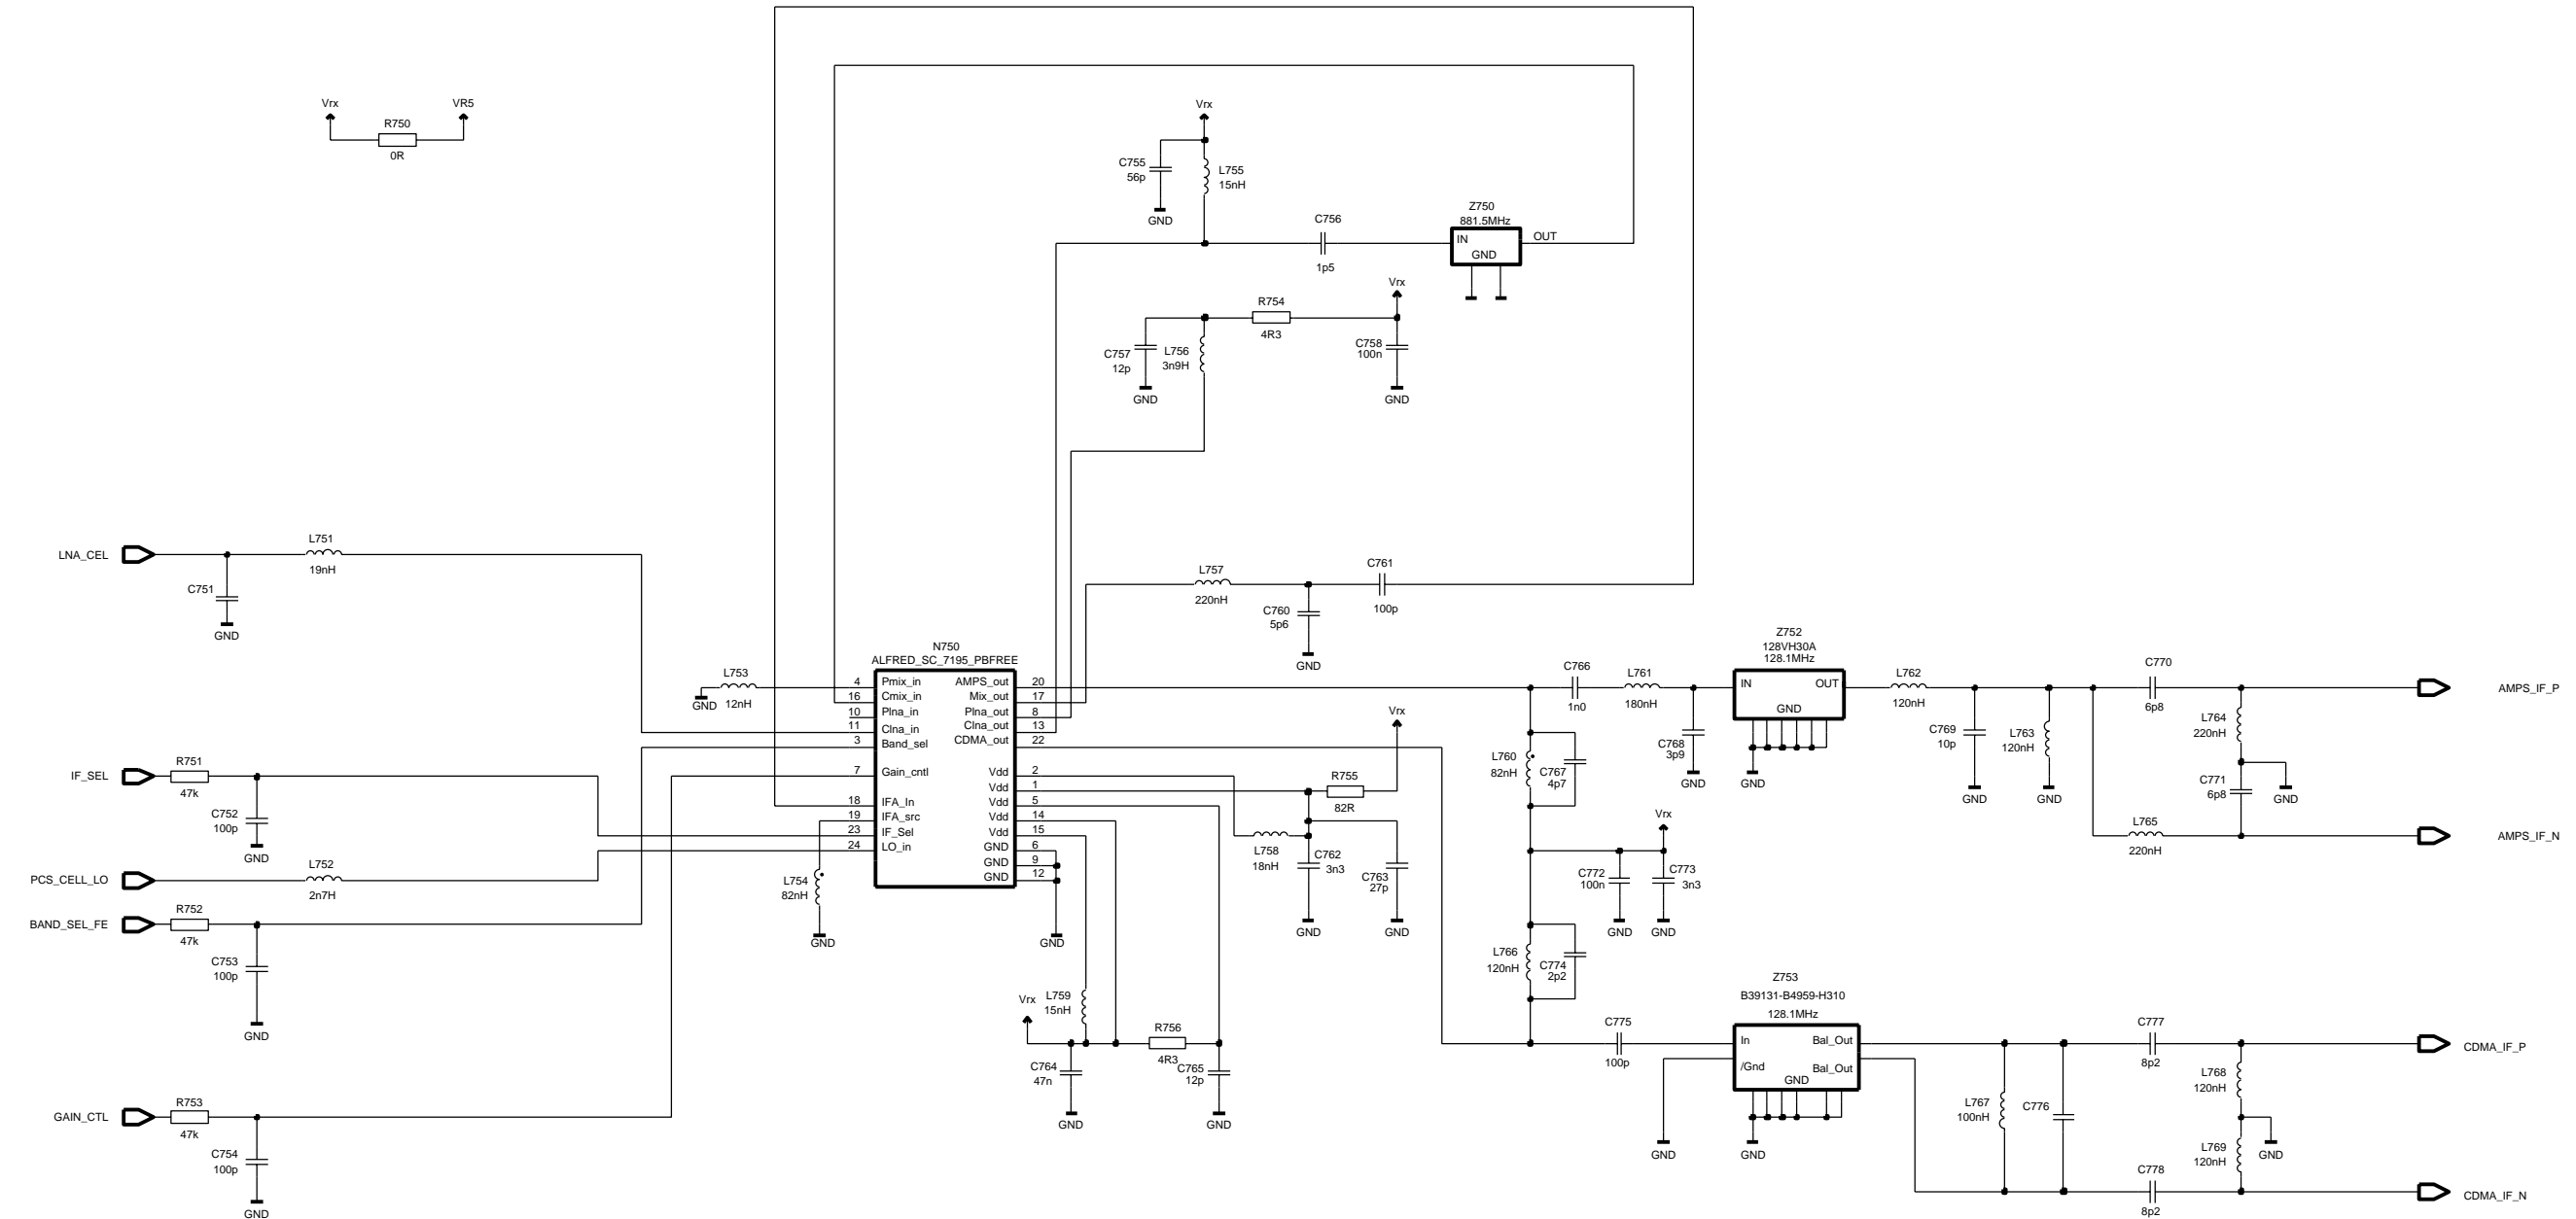 Vrx
VR5
R750
0R
Vrx
C755
56p
L755
15nH
GND
C756
1p5
Z750
881.5MHz
IN
OUT
GND
Vrx
R754
4R3
C757
12p
L756
3n9H
C758
100n
GND
GND
LNA_CEL
L751
19nH
C751
GND
L757
220nH
C761
100p
C760
5p6
GND
N750
ALFRED_SC_7195_PBFREE
L753
12nH
GND
4
Pmix_in
AMPS_out
20
16
Cmix_in
Mix_out
17
10
Plna_in
Plna_out
8
11
Clna_in
Clna_out
13
3
Band_sel
CDMA_out
22
7
Gain_cntl
Vdd
2
Vdd
1
18
IFA_In
Vdd
5
19
IFA_src
Vdd
14
23
IF_Sel
Vdd
15
24
LO_in
GND
6
GND
9
GND
12
IF_SEL
R751
47k
C752
100p
GND
PCS_CELL_LO
L752
2n7H
BAND_SEL_FE
R752
47k
C753
100p
GND
GAIN_CTL
R753
47k
C754
100p
GND
L754
82nH
GND
GND
Vrx
R755
82R
L758
18nH
C762
3n3
C763
27p
GND
GND
Vrx
L759
15nH
R756
4R3
C764
47n
C765
12p
GND
GND
C766
1n0
L761
180nH
Z752
128VH30A
128.1MHz
IN
OUT
GND
GND
C768
3p9
GND
L760
82nH
C767
4p7
Vrx
C772
100n
C773
3n3
GND
GND
L766
120nH
C774
2p2
L762
120nH
C769
10p
GND
L763
120nH
GND
C770
6p8
L764
220nH
C771
6p8
GND
L765
220nH
AMPS_IF_P
AMPS_IF_N
C775
100p
Z753
B39131-B4959-H310
128.1MHz
In
Bal_Out
/Gnd
Bal_Out
GND
GND
GND
L767
100nH
C776
C777
8p2
L768
120nH
L769
120nH
GND
C778
8p2
CDMA_IF_P
CDMA_IF_N